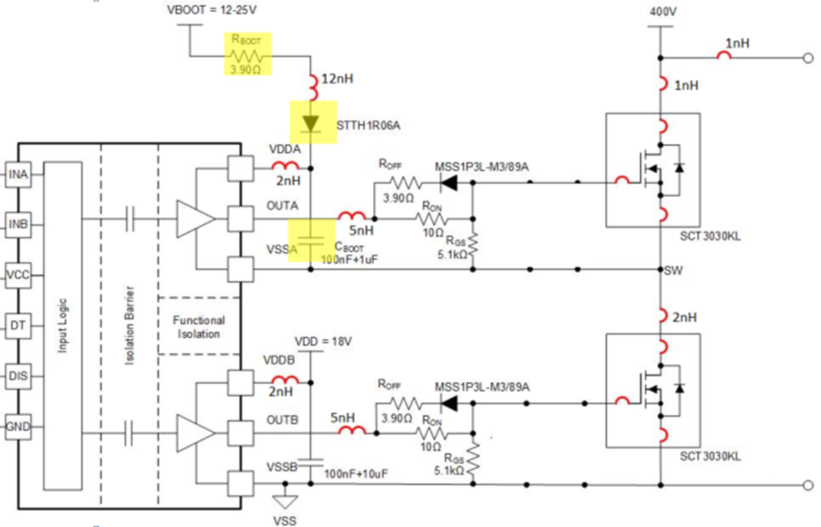 VBOOT = 12-25V
400V
RBOOT
3.90Ω
1nH
12nH
1nH
STTH1R06A
VDDA
2nH
ROFF
MSS1P3L-M3/89A
3.90Ω
INA
OUTA
5nH
RON
10Ω
INB
VSSA
CBOOT
100nF+1uF
RGS
5.1kΩ
SCT3030KL
SW
VCC
Input Logic
Isolation Barrier
Functional
Isolation
DT
VDD = 18V
2nH
DIS
VDDB
2nH
ROFF
MSS1P3L-M3/89A
3.90Ω
GND
OUTB
5nH
RON
10Ω
VSSB
100nF+10uF
RGS
5.1kΩ
SCT3030KL
VSS